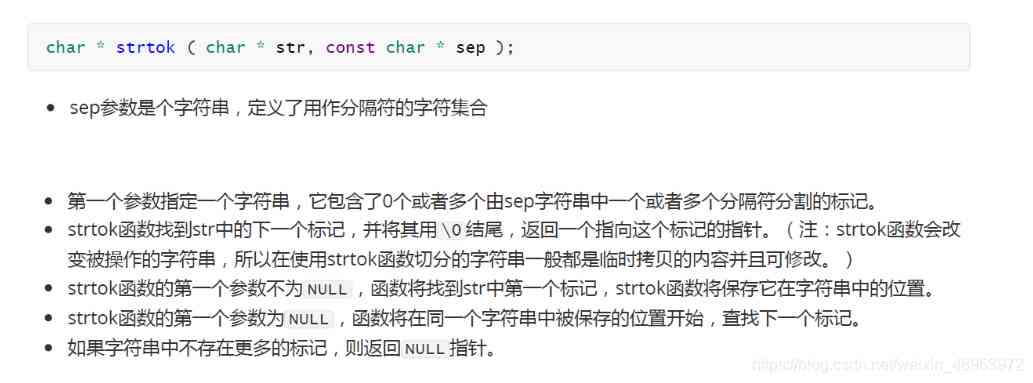 char * strtok ( char * str, const char * sep );
sep参数是个字符串，定义了用作分隔符的字符集合
第一个参数指定一个字符串，它包含了0个或者多个由sep字符串中一个或者多个分隔符分割的标记。
strtok函数找到str中的下一个标记，并将其用 \0 结尾，返回一个指向这个标记的指针。（注：strtok函数会改
变被操作的字符串，所以在使用strtok函数切分的字符串一般都是临时拷贝的内容并且可修改。）
strtok函数的第一个参数不为 NULL ，函数将找到str中第一个标记，strtok函数将保存它在字符串中的位置。
strtok函数的第一个参数为 NULL ，函数将在同一个字符串中被保存的位置开始，查找下一个标记。
如果字符串中不存在更多的标记，则返回 NULL 指针。
https://blog.csdn.net/weixin_46968972